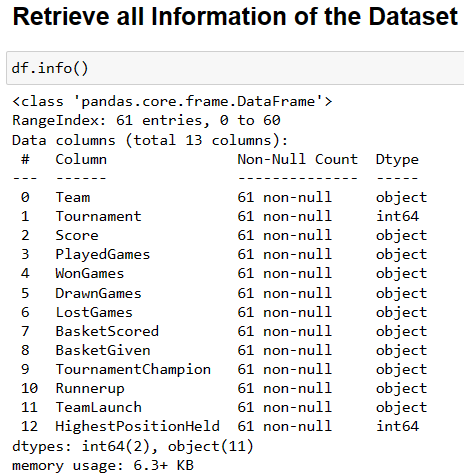 Retrieve all Information of the Dataset
df.info()
<class 'pandas.core.frame.DataFrame'>
RangeIndex: 61 entries, 0 to 60
Data columns (total 13 columns):
 #   Column               Non-Null Count  Dtype
---  ------               --------------  -----
 0   Team                 61 non-null     object
 1   Tournament           61 non-null     int64
 2   Score                61 non-null     object
 3   PlayedGames          61 non-null     object
 4   WonGames             61 non-null     object
 5   DrawnGames           61 non-null     object
 6   LostGames            61 non-null     object
 7   BasketScored         61 non-null     object
 8   BasketGiven          61 non-null     object
 9   TournamentChampion   61 non-null     object
 10  Runnerup             61 non-null     object
 11  TeamLaunch           61 non-null     object
 12  HighestPositionHeld  61 non-null     int64
dtypes: int64(2), object(11)
memory usage: 6.3+ KB